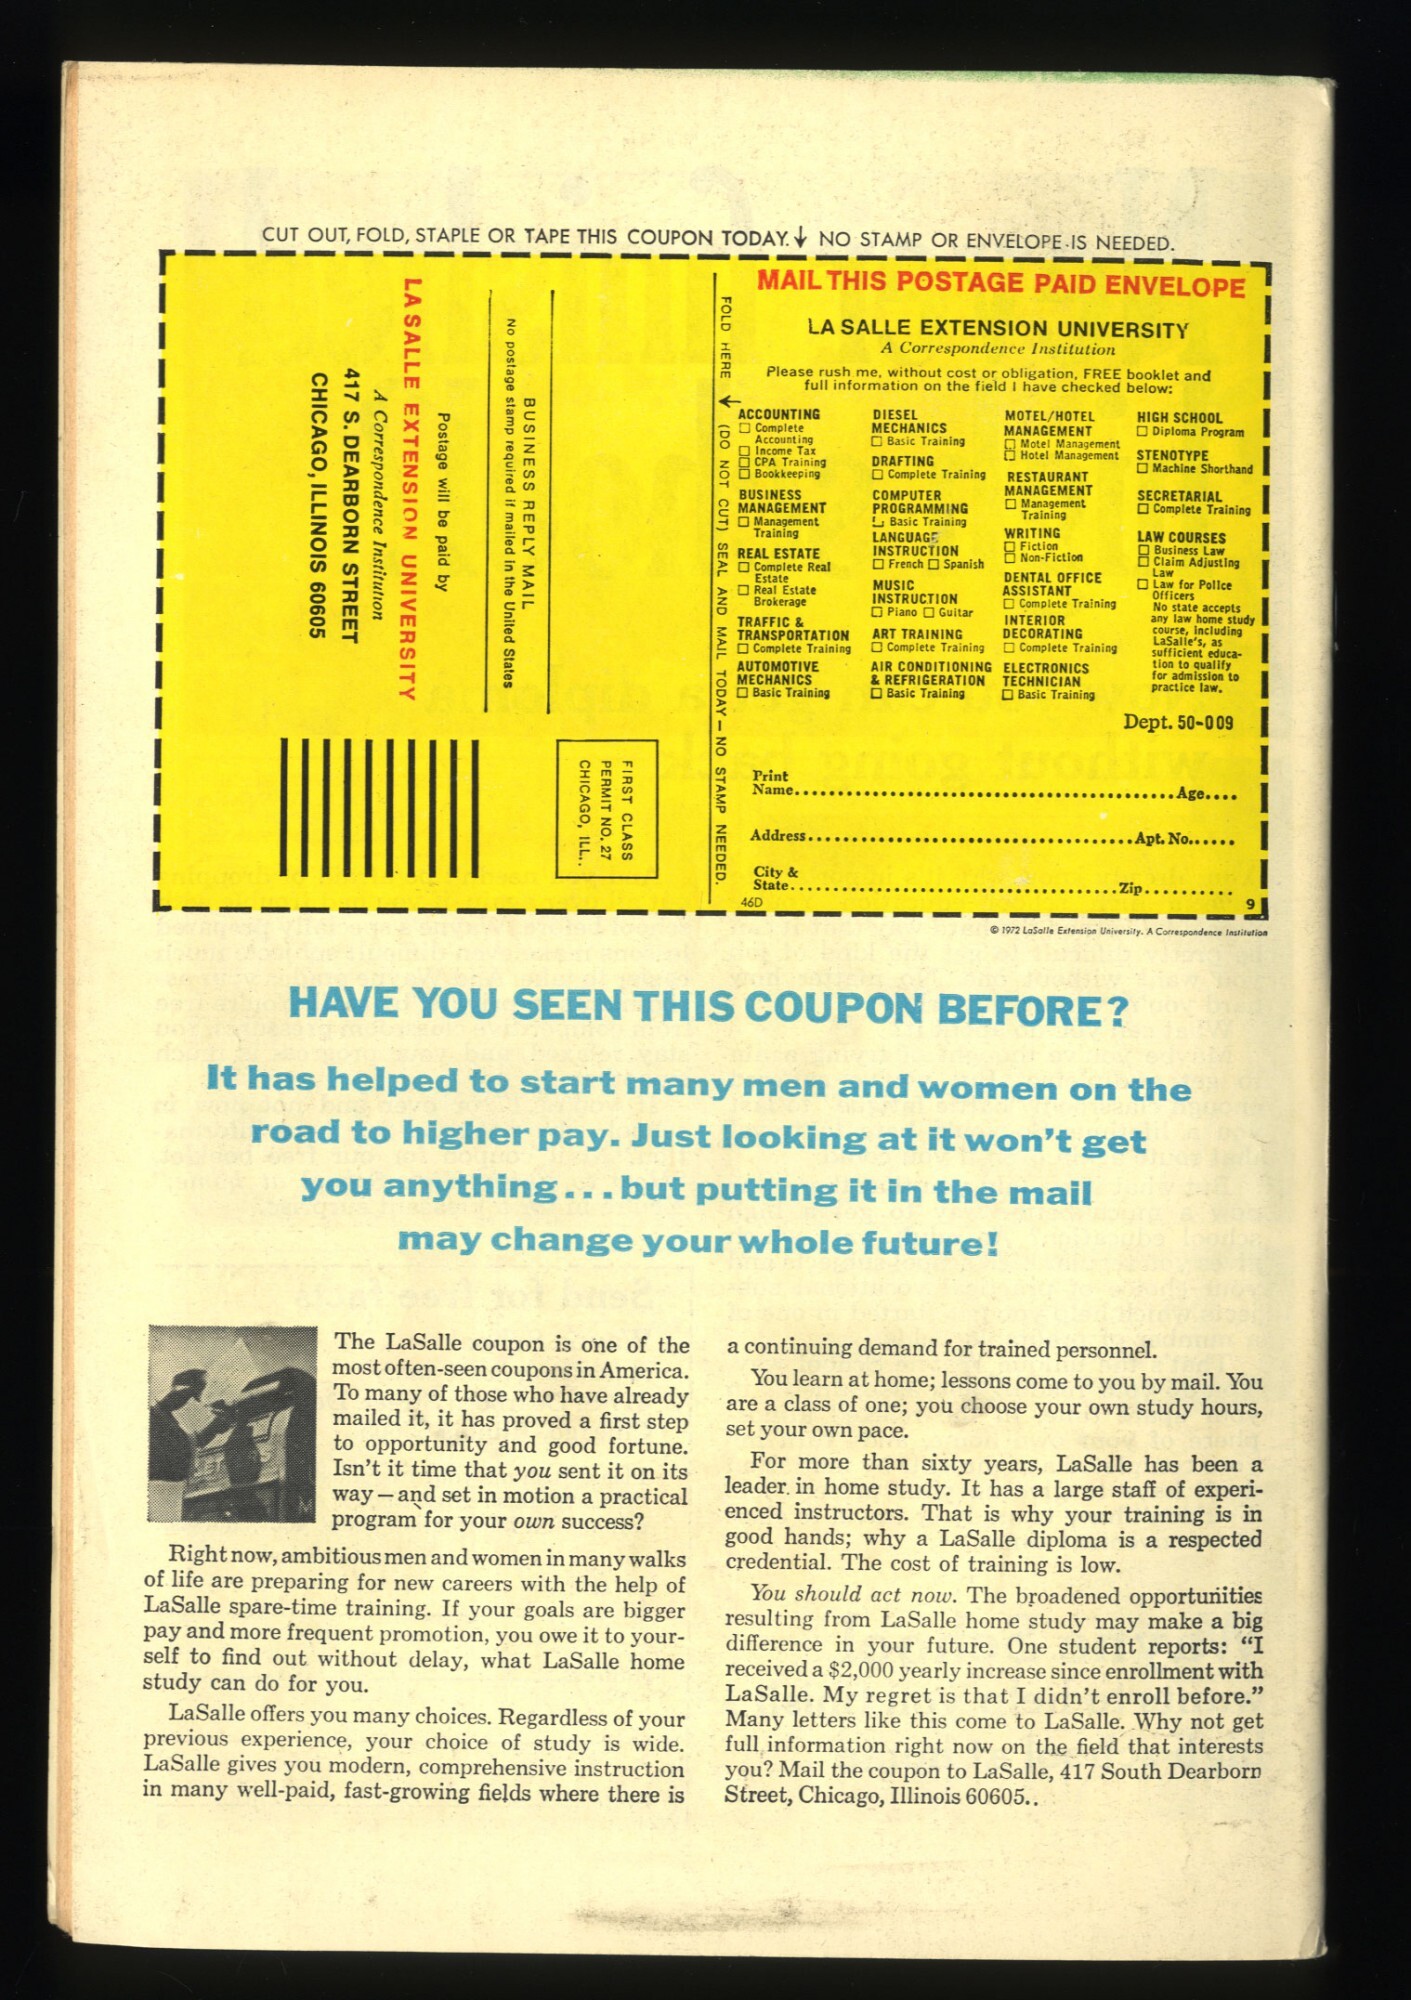 CUT OUT, FOLD, STAPLE OR TAPE THIS COUPON TODAY.↓ NO STAMP OR ENVELOPE IS NEEDED.
BUSINESS REPLY MAIL
No postage stamp required if mailed in the United States
Postage will be paid by
LA SALLE EXTENSION UNIVERSITY
A Correspondence Institution
417 S. DEARBORN STREET
CHICAGO, ILLINOIS 60605
FIRST CLASS
PERMIT NO. 27
CHICAGO, ILL..
FOLD HERE → (DO NOT CUT) SEAL AND MAIL TODAY — NO STAMP NEEDED.
MAIL THIS POSTAGE PAID ENVELOPE
LA SALLE EXTENSION UNIVERSITY
A Correspondence Institution
Please rush me, without cost or obligation, FREE booklet and
full information on the field I have checked below:
ACCOUNTING
☐ Complete
Accounting
☐ Income Tax
☐ CPA Training
☐ Bookkeeping
BUSINESS
MANAGEMENT
☐ Management
Training
REAL ESTATE
☐ Complete Real
Estate
☐ Real Estate
Brokerage
TRAFFIC &
TRANSPORTATION
☐ Complete Training
AUTOMOTIVE
MECHANICS
☐ Basic Training
DIESEL
MECHANICS
☐ Basic Training
DRAFTING
☐ Complete Training
COMPUTER
PROGRAMMING
☐ Basic Training
LANGUAGE
INSTRUCTION
☐ French ☐ Spanish
MUSIC
INSTRUCTION
☐ Piano ☐ Guitar
ART TRAINING
☐ Complete Training
AIR CONDITIONING
& REFRIGERATION
☐ Basic Training
MOTEL/HOTEL
MANAGEMENT
☐ Motel Management
☐ Hotel Management
RESTAURANT
MANAGEMENT
☐ Management
Training
WRITING
☐ Fiction
☐ Non-Fiction
DENTAL OFFICE
ASSISTANT
☐ Complete Training
INTERIOR
DECORATING
☐ Complete Training
ELECTRONICS
TECHNICIAN
☐ Basic Training
HIGH SCHOOL
☐ Diploma Program
STENOTYPE
☐ Machine Shorthand
SECRETARIAL
☐ Complete Training
LAW COURSES
☐ Business Law
☐ Claim Adjusting
Law
☐ Law for Police
Officers
No state accepts
any law home study
course, including
LaSalle's, as
sufficient educa-
tion to qualify
for admission to
practice law.
Dept. 50-009
Print
Name............Age....
Address............Apt. No......
City &
State............Zip..........
46D 9
© 1972 LaSalle Extension University. A Correspondence Institution
HAVE YOU SEEN THIS COUPON BEFORE?
It has helped to start many men and women on the
road to higher pay. Just looking at it won't get
you anything...but putting it in the mail
may change your whole future!
The LaSalle coupon is one of the
most often-seen coupons in America.
To many of those who have already
mailed it, it has proved a first step
to opportunity and good fortune.
Isn't it time that you sent it on its
way—and set in motion a practical
program for your own success?
Right now, ambitious men and women in many walks
of life are preparing for new careers with the help of
LaSalle spare-time training. If your goals are bigger
pay and more frequent promotion, you owe it to your-
self to find out without delay, what LaSalle home
study can do for you.
LaSalle offers you many choices. Regardless of your
previous experience, your choice of study is wide.
LaSalle gives you modern, comprehensive instruction
in many well-paid, fast-growing fields where there is
a continuing demand for trained personnel.
You learn at home; lessons come to you by mail. You
are a class of one; you choose your own study hours,
set your own pace.
For more than sixty years, LaSalle has been a
leader in home study. It has a large staff of experi-
enced instructors. That is why your training is in
good hands; why a LaSalle diploma is a respected
credential. The cost of training is low.
You should act now. The broadened opportunities
resulting from LaSalle home study may make a big
difference in your future. One student reports: "I
received a $2,000 yearly increase since enrollment with
LaSalle. My regret is that I didn't enroll before."
Many letters like this come to LaSalle. Why not get
full information right now on the field that interests
you? Mail the coupon to LaSalle, 417 South Dearborn
Street, Chicago, Illinois 60605..